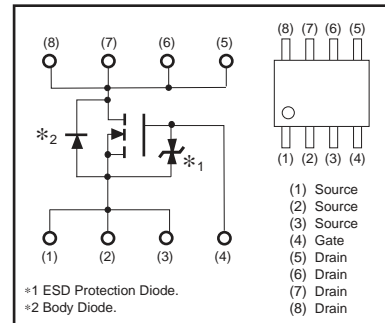 (8) (7) (6) (5)
(8) (7) (6) (5)
*2
*1
(1) (2) (3) (4)
(1) (2) (3) (4)
(1) Source
(2) Source
(3) Source
(4) Gate
(5) Drain
(6) Drain
(7) Drain
(8) Drain
*1 ESD Protection Diode.
*2 Body Diode.